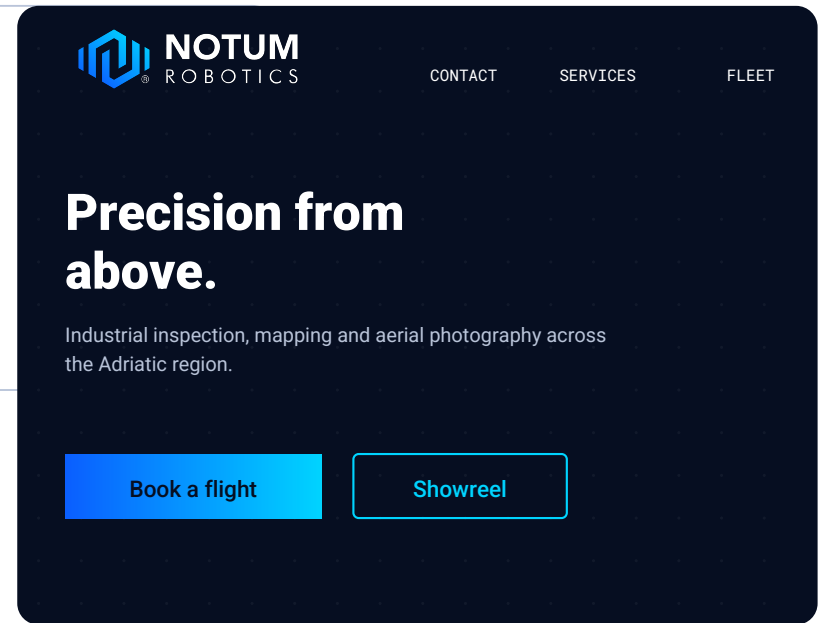 NOTUM
ROBOTICS
®
CONTACT SERVICES FLEET
Precision from
above.
Industrial inspection, mapping and aerial photography across
the Adriatic region.
Book a flight Showreel